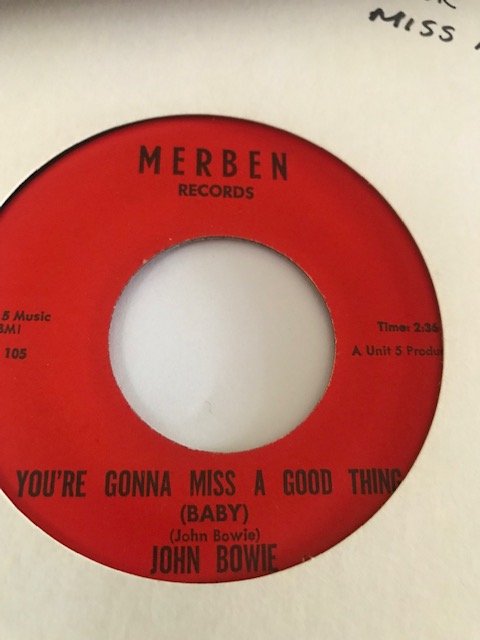 MISS
MERBEN
RECORDS
5 Music
BMI
105
Time: 2:36
A Unit 5 Produ
YOU'RE GONNA MISS A GOOD THING
(BABY)
(John Bowie)
JOHN BOWIE